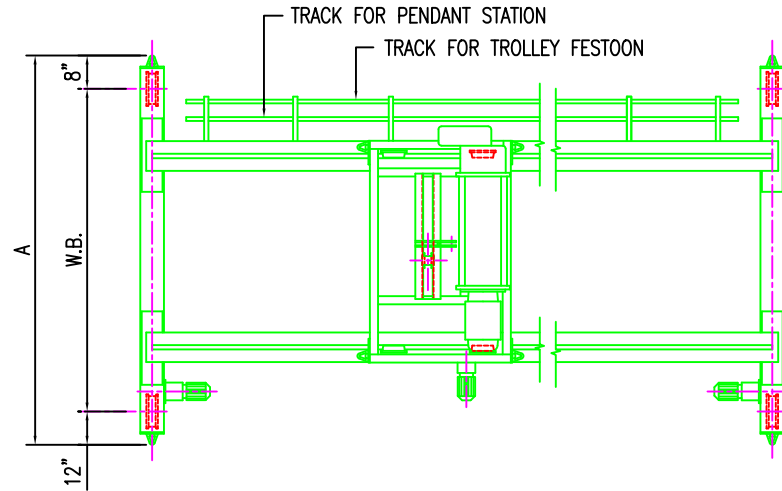 TRACK FOR PENDANT STATION
TRACK FOR TROLLEY FESTOON
8"
A
W.B.
12"